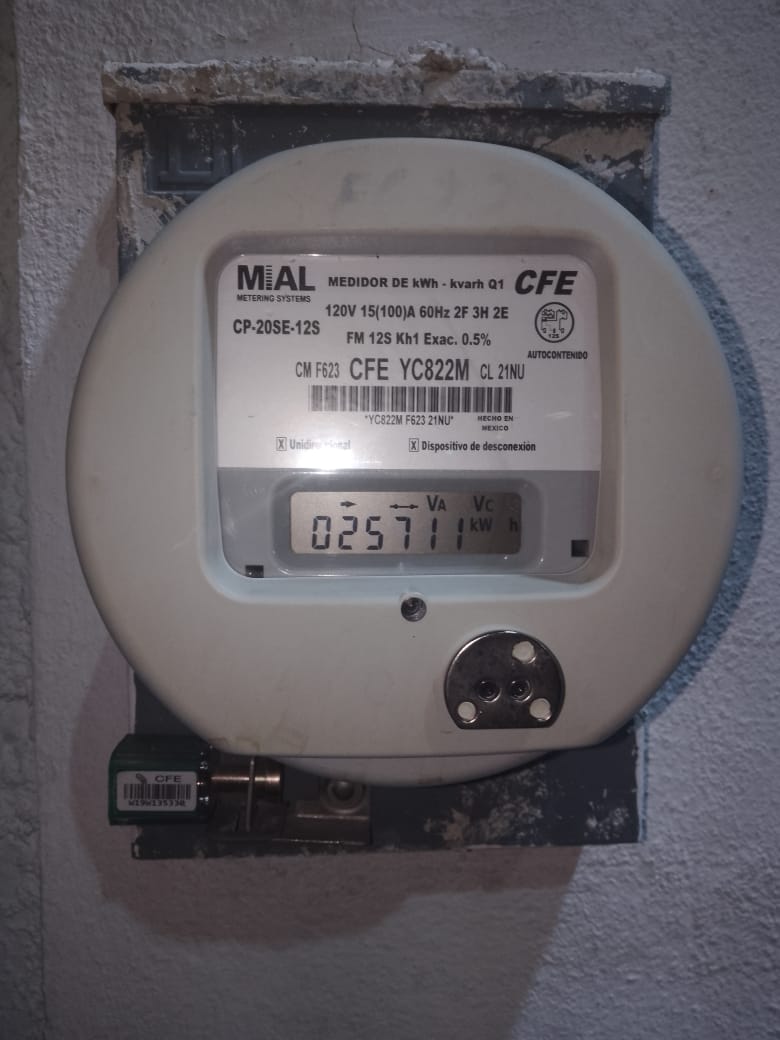 MIAL
METERING SYSTEMS
MEDIDOR DE kWh - kvarh Q1
CFE
120V 15(100)A 60Hz 2F 3H 2E
CP-20SE-12S
FM 12S Kh1 Exac. 0.5%
12S
AUTOCONTENIDO
CM F623 CFE YC822M CL 21NU
*YC822M F623 21NU*
HECHO EN
MEXICO
X Unidireccional
X Dispositivo de desconexión
VA VC
025711 kW h
CFE